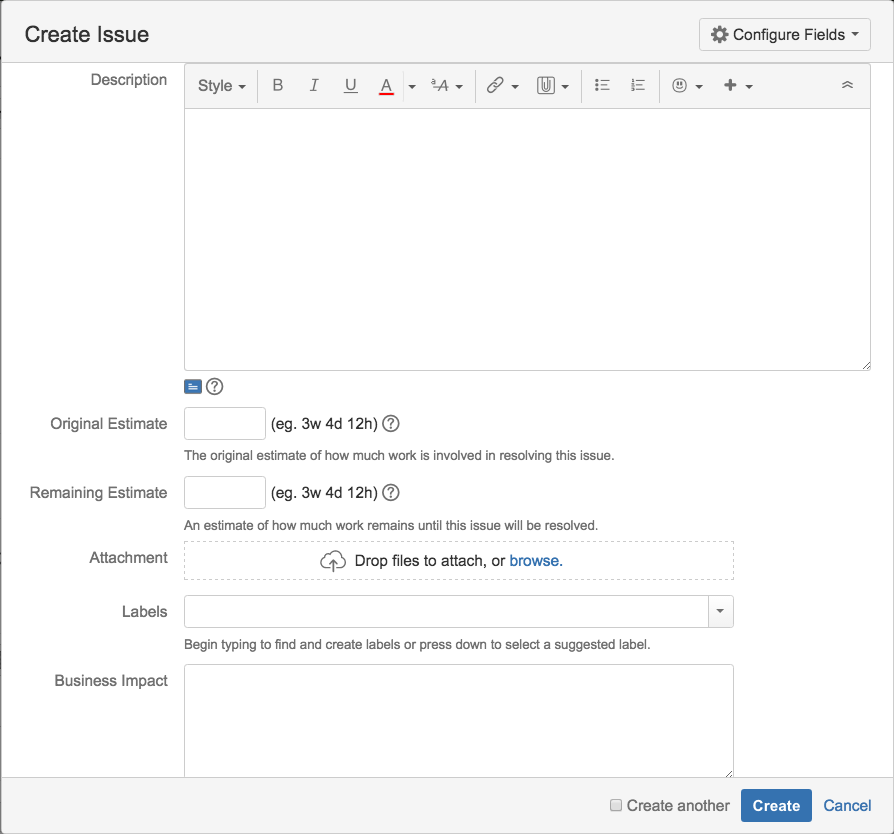 Create Issue
Configure Fields
Description
Style B I U A ªA
Original Estimate (eg. 3w 4d 12h) ?
The original estimate of how much work is involved in resolving this issue.
Remaining Estimate (eg. 3w 4d 12h) ?
An estimate of how much work remains until this issue will be resolved.
Attachment Drop files to attach, or browse.
Labels
Begin typing to find and create labels or press down to select a suggested label.
Business Impact
Create another Create Cancel